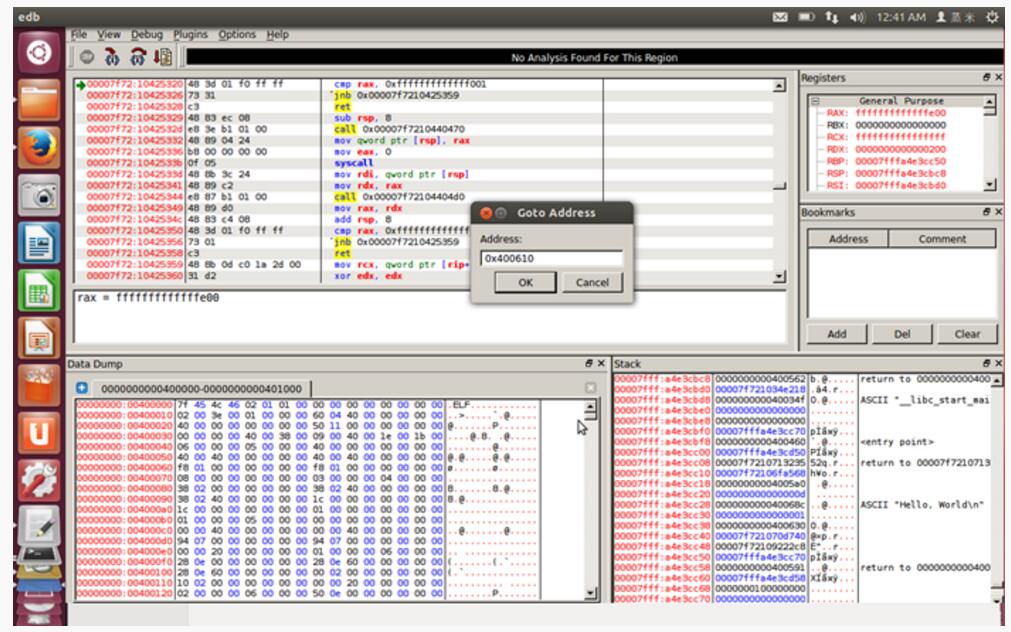 edb
12:41 AM 蒸米
File View Debug Plugins Options Help
No Analysis Found For This Region
00007f72:10425320 48 3d 01 f0 ff ff cmp rax, 0xfffffffffffff001
00007f72:10425326 73 31 jnb 0x00007f7210425359
00007f72:10425328 c3 ret
00007f72:10425329 48 83 ec 08 sub rsp, 8
00007f72:1042532d e8 3e b1 01 00 call 0x00007f7210440470
00007f72:10425332 48 89 04 24 mov qword ptr [rsp], rax
00007f72:10425336 b8 00 00 00 00 mov eax, 0
00007f72:1042533b 0f 05 syscall
00007f72:1042533d 48 8b 3c 24 mov rdi, qword ptr [rsp]
00007f72:10425341 48 89 c2 mov rdx, rax
00007f72:10425344 e8 87 b1 01 00 call 0x00007f72104404d0
00007f72:10425349 48 89 d0 mov rax, rdx
00007f72:1042534c 48 83 c4 08 add rsp, 8
00007f72:10425350 48 3d 01 f0 ff ff cmp rax, 0xffffffffffff
00007f72:10425356 73 01 jnb 0x00007f7210425359
00007f72:10425358 c3 ret
00007f72:10425359 48 8b 0d c0 1a 2d 00 mov rcx, qword ptr [rip+
00007f72:10425360 31 d2 xor edx, edx
rax = fffffffffffffe00
Goto Address
Address:
0x400610
OK Cancel
Registers
General Purpose
RAX: fffffffffffffe00
RBX: 0000000000000000
RCX: ffffffffffffffff
RDX: 0000000000000200
RBP: 00007fffa4e3cc50
RSP: 00007fffa4e3cbc8
RSI: 00007fffa4e3cbd0
Bookmarks
Address Comment
Add Del Clear
Data Dump
0000000000400000-0000000000401000
00000000:00400000 7f 45 4c 46 02 01 01 00 00 00 00 00 00 00 00 00 .ELF............
00000000:00400010 02 00 3e 00 01 00 00 00 60 04 40 00 00 00 00 00
00000000:00400020 40 00 00 00 00 00 00 00 50 11 00 00 00 00 00 00
00000000:00400030 00 00 00 00 40 00 38 00 09 00 40 00 1e 00 1b 00
00000000:00400040 06 00 00 00 05 00 00 00 40 00 00 00 00 00 00 00
00000000:00400050 40 00 40 00 00 00 00 00 40 00 40 00 00 00 00 00
00000000:00400060 f8 01 00 00 00 00 00 00 f8 01 00 00 00 00 00 00
00000000:00400070 08 00 00 00 00 00 00 00 03 00 00 00 04 00 00 00
00000000:00400080 38 02 00 00 00 00 00 00 38 02 40 00 00 00 00 00
00000000:00400090 38 02 40 00 00 00 00 00 1c 00 00 00 00 00 00 00
00000000:004000a0 1c 00 00 00 00 00 00 00 01 00 00 00 00 00 00 00
00000000:004000b0 01 00 00 00 05 00 00 00 00 00 00 00 00 00 00 00
00000000:004000c0 00 00 40 00 00 00 00 00 00 00 40 00 00 00 00 00
00000000:004000d0 94 07 00 00 00 00 00 00 94 07 00 00 00 00 00 00
00000000:004000e0 00 00 20 00 00 00 00 00 01 00 00 00 06 00 00 00
00000000:004000f0 28 0e 00 00 00 00 00 00 28 0e 60 00 00 00 00 00
00000000:00400100 28 0e 60 00 00 00 00 00 00 02 00 00 00 00 00 00
00000000:00400110 10 02 00 00 00 00 00 00 00 00 20 00 00 00 00 00
00000000:00400120 02 00 00 00 06 00 00 00 50 0e 00 00 00 00 00 00
Stack
00007fff:a4e3cbc8 0000000000400562 b.@..... return to 0000000000400
00007fff:a4e3cbd0 00007f721034e218
00007fff:a4e3cbd8 000000000040034f O.@..... ASCII "__libc_start_mai
00007fff:a4e3cbe0 0000000000000000 ........
00007fff:a4e3cbf0 00007fffa4e3cc70
00007fff:a4e3cbf8 0000000000400460 <entry point>
00007fff:a4e3cc00 00007fffa4e3cd50
00007fff:a4e3cc08 00007f7210713235 52q.r... return to 00007f7210713
00007fff:a4e3cc10 00007f72106fa568
00007fff:a4e3cc18 00000000004005a0
00007fff:a4e3cc20 000000000000000d
00007fff:a4e3cc28 000000000040068c ASCII "Hello, World\n"
00007fff:a4e3cc30 0000000000000001
00007fff:a4e3cc38 0000000000400630 0.@.....
00007fff:a4e3cc40 00007f721070d740
00007fff:a4e3cc48 00007f72109222c8
00007fff:a4e3cc50 00007fffa4e3cc70
00007fff:a4e3cc58 0000000000400591 return to 0000000000400
00007fff:a4e3cc60 00007fffa4e3cd58
00007fff:a4e3cc68 0000000100000000
00007fff:a4e3cc70 0000000000000000